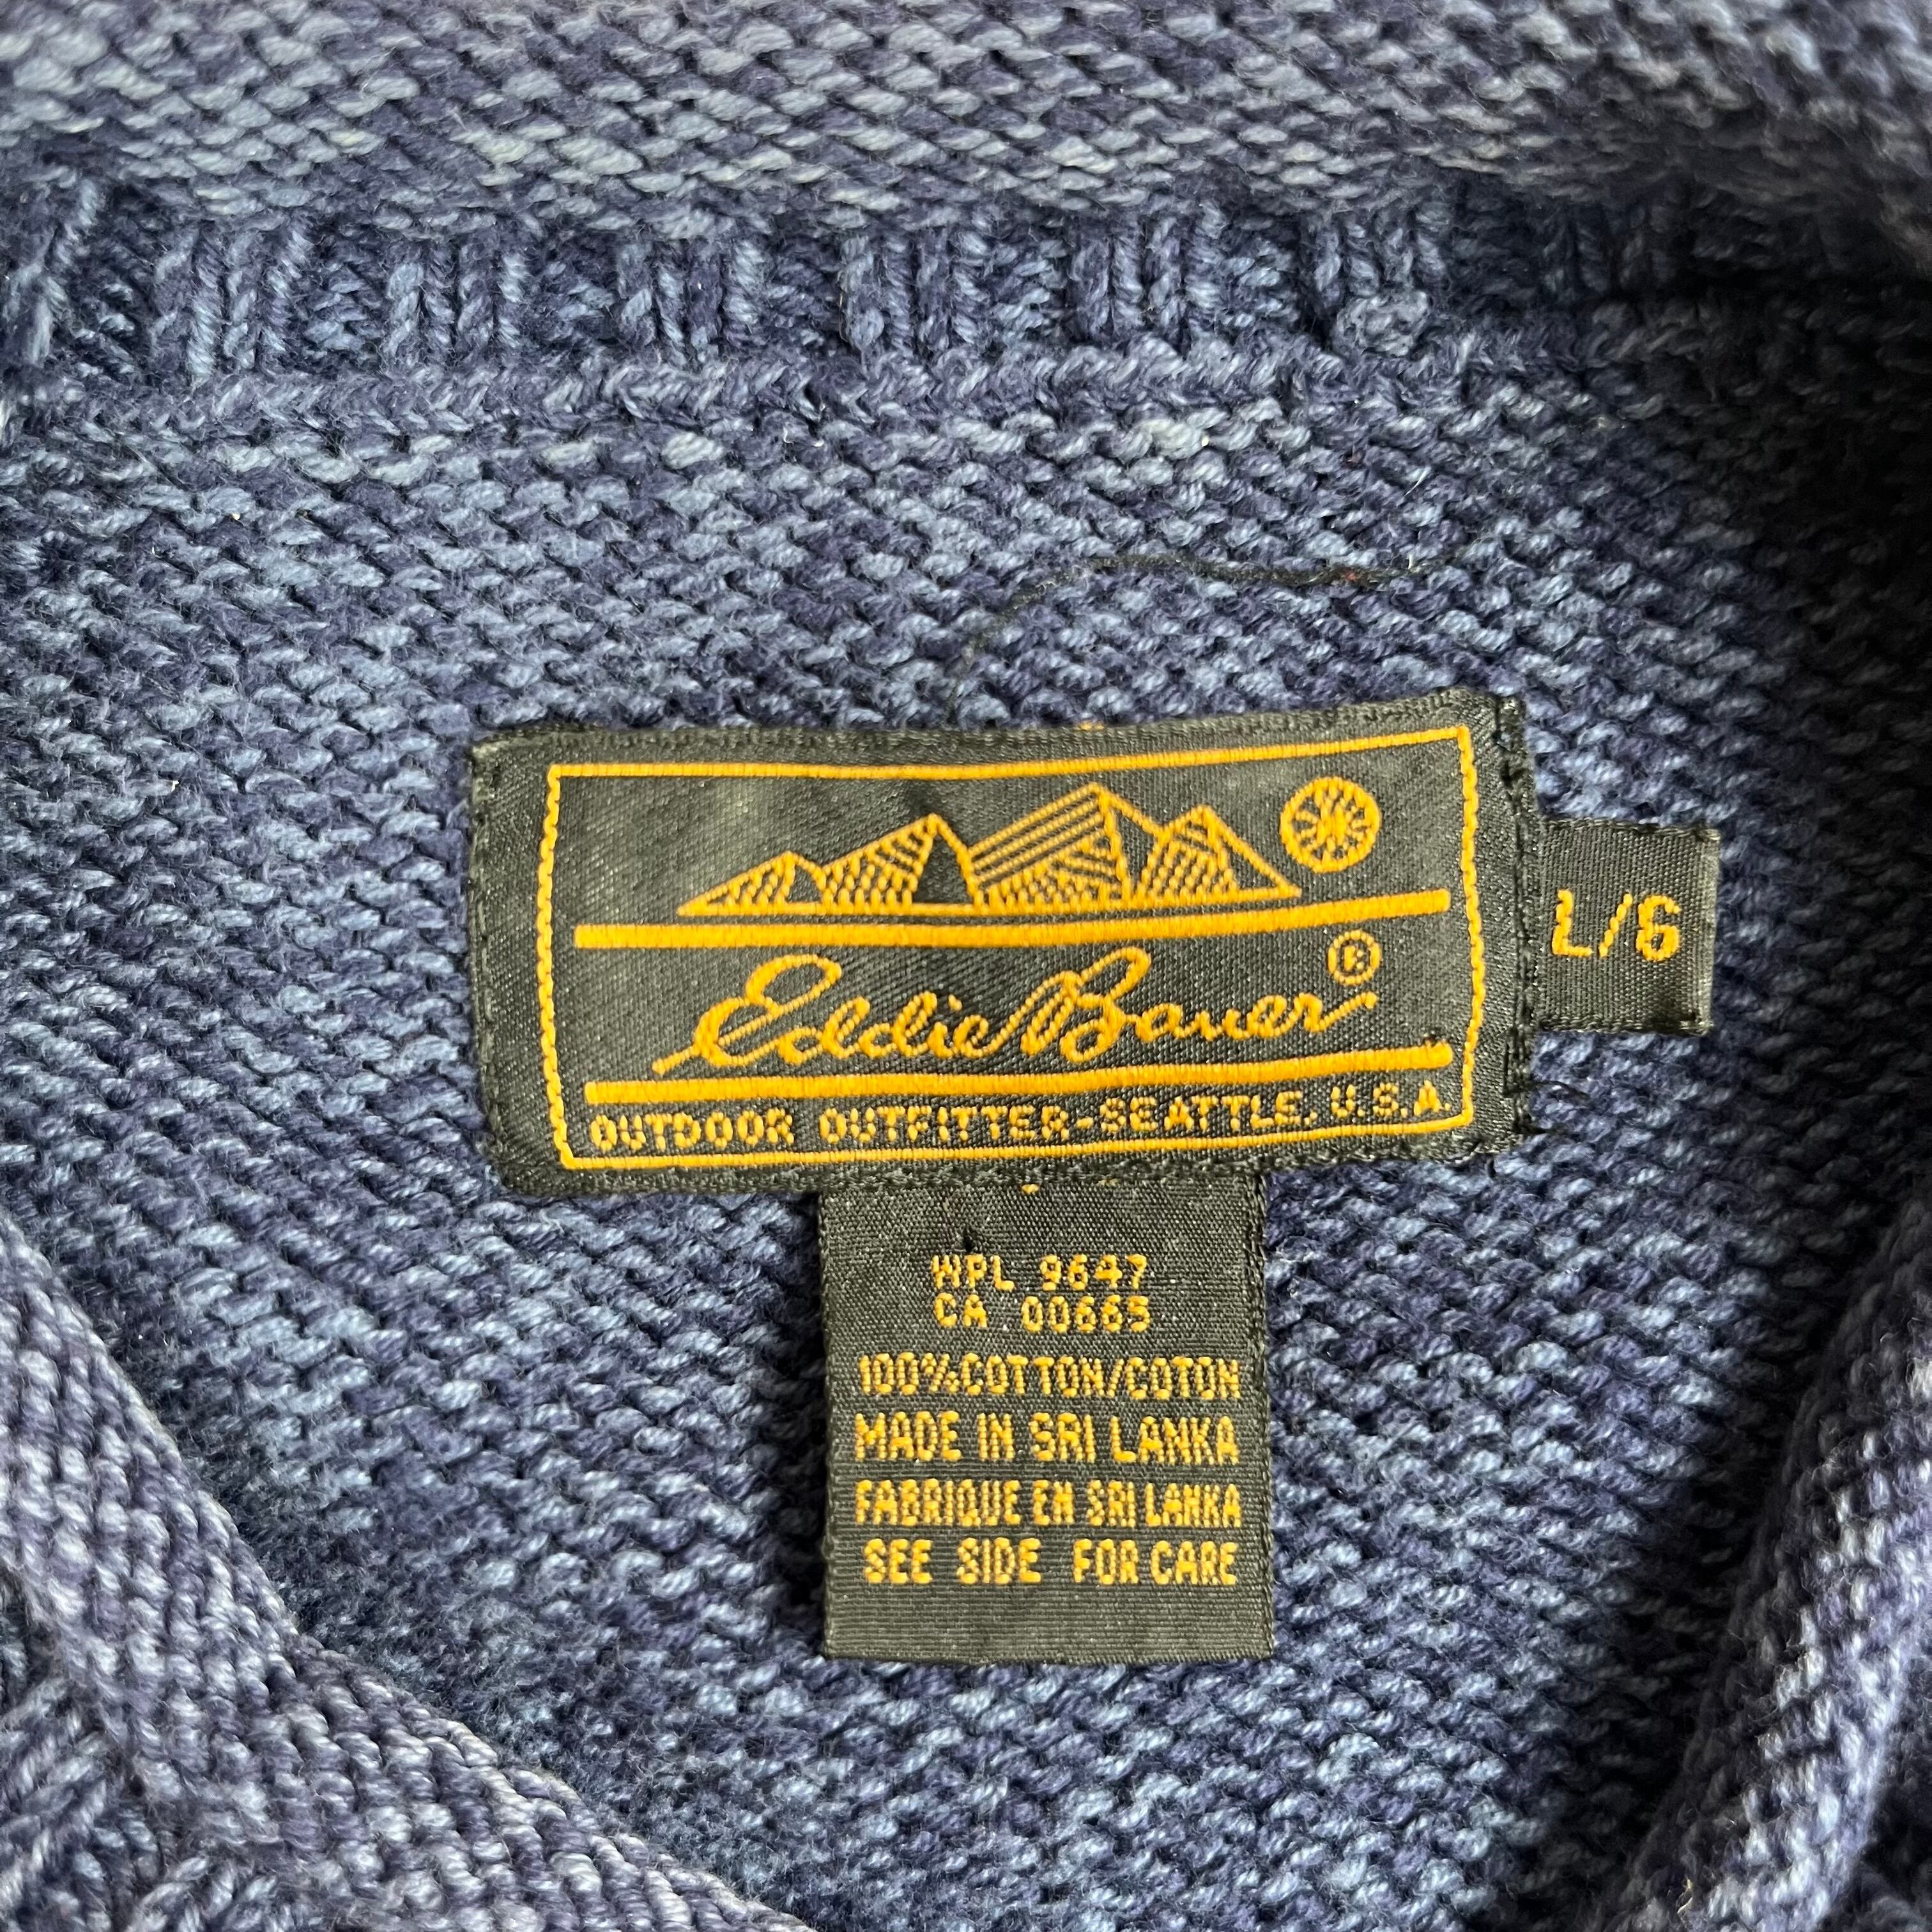 Eddie Bauer®
OUTDOOR OUTFITTER-SEATTLE, U.S.A
L/G
WPL 9647
CA 00665
100% COTTON/COTON
MADE IN SRI LANKA
FABRIQUE EN SRI LANKA
SEE SIDE FOR CARE